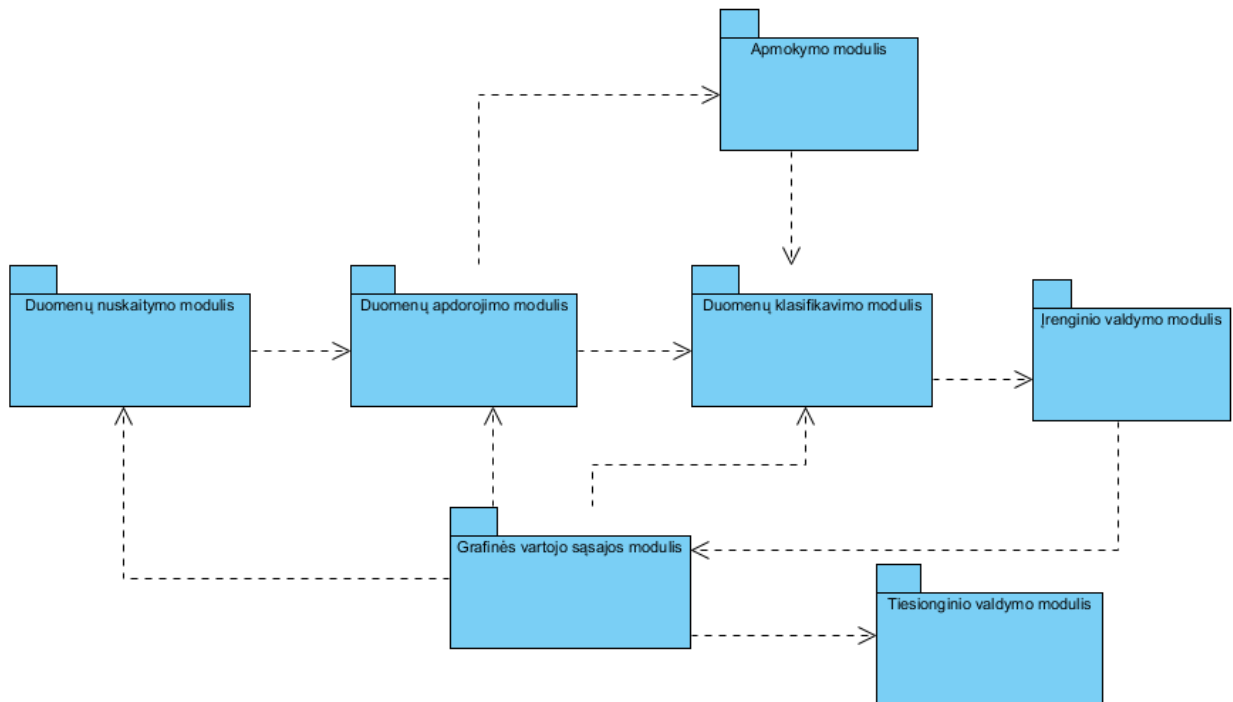 Apmokymo modulis
Duomenų nuskaitymo modulis
Duomenų apdorojimo modulis
Duomenų klasifikavimo modulis
Įrenginio valdymo modulis
Grafinės vartojo sąsajos modulis
Tiesionginio valdymo modulis